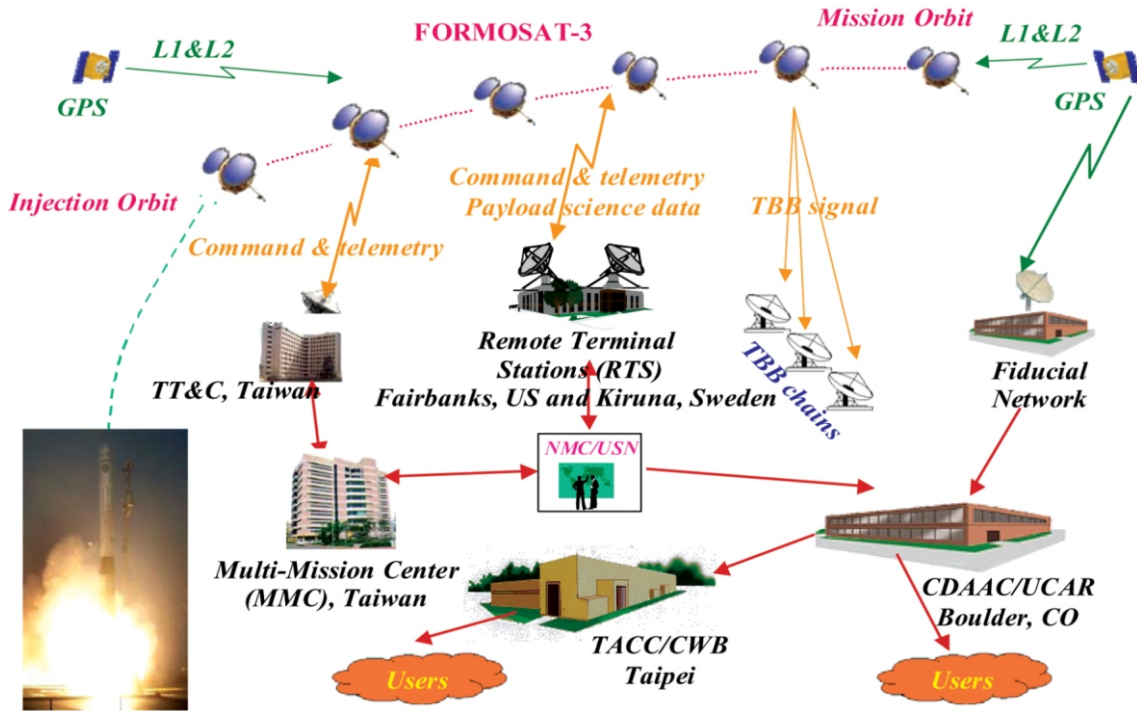 FORMOSAT-3
Mission Orbit
L1&L2
L1&L2
GPS
GPS
Injection Orbit
Command & telemetry
Payload science data
TBB signal
Command & telemetry
TT&C, Taiwan
Remote Terminal
Stations (RTS)
Fairbanks, US and Kiruna, Sweden
TBB chains
Fiducial
Network
NMC/USN
Multi-Mission Center
(MMC), Taiwan
CDAAC/UCAR
Boulder, CO
TACC/CWB
Taipei
Users
Users